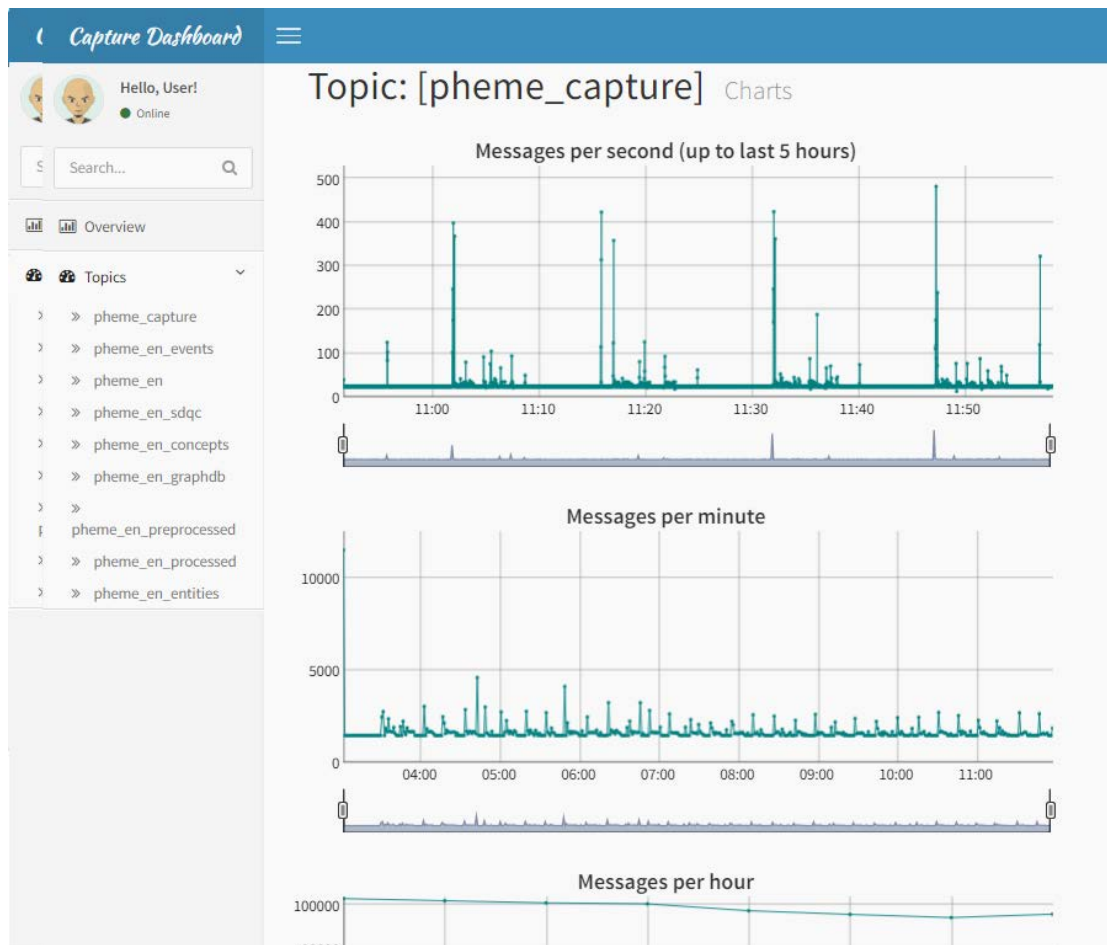 Capture Dashboard
Hello, User!
Online
Search...
Overview
Topics
» pheme_capture
» pheme_en_events
» pheme_en
» pheme_en_sdqc
» pheme_en_concepts
» pheme_en_graphdb
»
pheme_en_preprocessed
» pheme_en_processed
» pheme_en_entities
Topic: [pheme_capture] Charts
Messages per second (up to last 5 hours)
500
400
300
200
100
0
11:00 11:10 11:20 11:30 11:40 11:50
Messages per minute
10000
5000
0
04:00 05:00 06:00 07:00 08:00 09:00 10:00 11:00
Messages per hour
100000